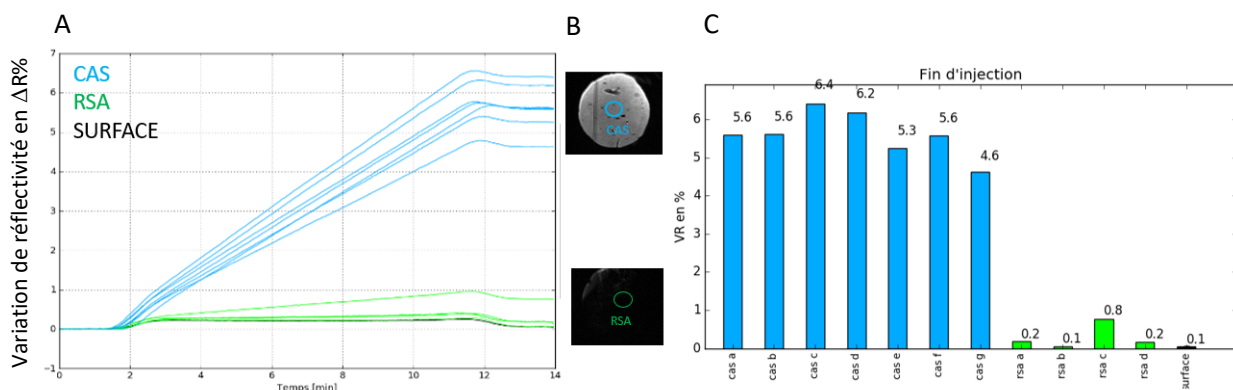 A
Variation de réflectivité en ΔR%
CAS
RSA
SURFACE
7
6
5
4
3
2
1
0
−1
0
2
4
6
8
10
12
14
Temps [min]
B
CAS
RSA
C
Fin d'injection
VR en %
6
5
4
3
2
1
0
5.6
5.6
6.4
6.2
5.3
5.6
4.6
0.2
0.1
0.8
0.2
0.1
cas a
cas b
cas c
cas d
cas e
cas f
cas g
rsa a
rsa b
rsa c
rsa d
surface